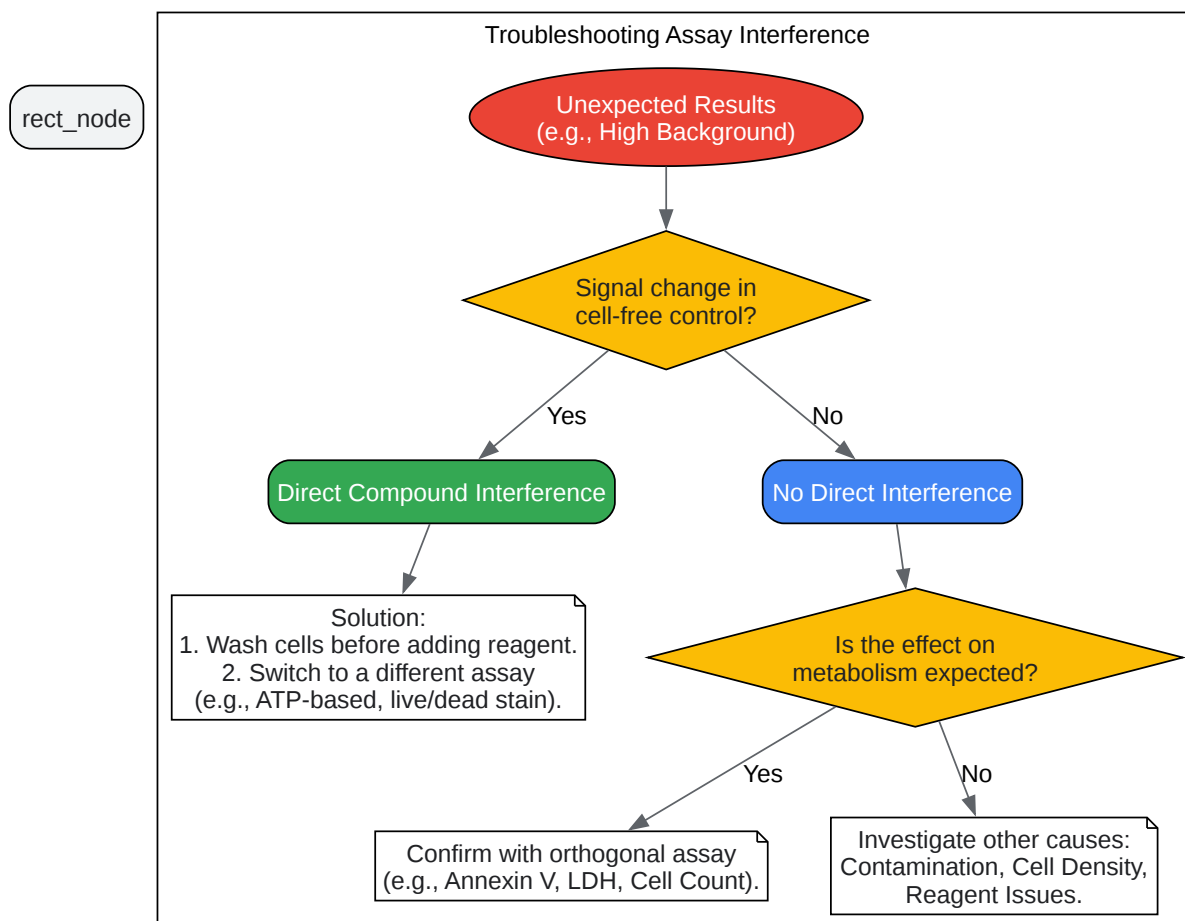 Troubleshooting Assay Interference
rect_node
Unexpected Results
(e.g., High Background)
Signal change in
cell-free control?
Yes
No
Direct Compound Interference
No Direct Interference
Solution:
1. Wash cells before adding reagent.
2. Switch to a different assay
(e.g., ATP-based, live/dead stain).
Is the effect on
metabolism expected?
Yes
No
Confirm with orthogonal assay
(e.g., Annexin V, LDH, Cell Count).
Investigate other causes:
Contamination, Cell Density,
Reagent Issues.